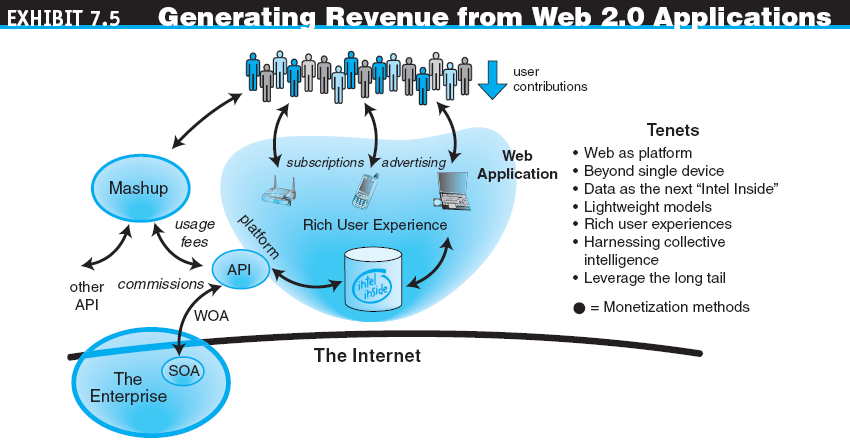 EXHIBIT 7.5 Generating Revenue from Web 2.0 Applications
user
contributions
subscriptions
advertising
Web
Application
Rich User Experience
platform
intel
inside
Mashup
usage
fees
API
commissions
other
API
WOA
SOA
The
Enterprise
The Internet
Tenets
• Web as platform
• Beyond single device
• Data as the next “Intel Inside”
• Lightweight models
• Rich user experiences
• Harnessing collective
intelligence
• Leverage the long tail
● = Monetization methods